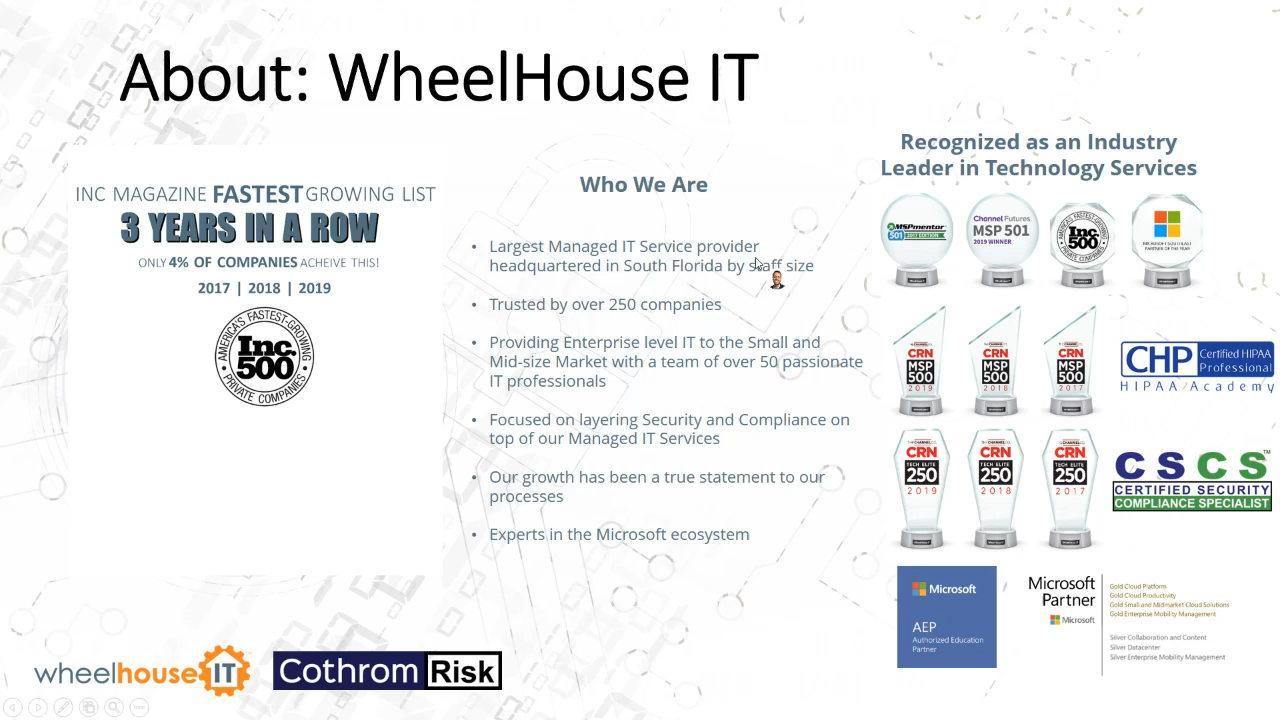 About: WheelHouse IT
INC MAGAZINE FASTEST GROWING LIST
3 YEARS IN A ROW
ONLY 4% OF COMPANIES ACHEIVE THIS!
2017 | 2018 | 2019
AMERICA'S FASTEST-GROWING
Inc.
500
PRIVATE COMPANIES
Who We Are
• Largest Managed IT Service provider
headquartered in South Florida by staff size
• Trusted by over 250 companies
• Providing Enterprise level IT to the Small and
Mid-size Market with a team of over 50 passionate
IT professionals
• Focused on layering Security and Compliance on
top of our Managed IT Services
• Our growth has been a true statement to our
processes
• Experts in the Microsoft ecosystem
Recognized as an Industry
Leader in Technology Services
MSPmentor
501 2017 EDITION
Channel Futures.
MSP 501
2019 WINNER
Inc.
500
MICROSOFT SOUTHEAST
PARTNER OF THE YEAR
CRN
MSP
500
2019
CRN
MSP
500
2018
CRN
MSP
500
2017
CHP Certified HIPAA
Professional
HIPAA Academy
CRN
TECH ELITE
250
2019
CRN
TECH ELITE
250
2018
CRN
TECH ELITE
250
2017
CSCS™
CERTIFIED SECURITY
COMPLIANCE SPECIALIST
Microsoft
AEP
Authorized Education
Partner
Microsoft
Partner
Microsoft
Gold Cloud Platform
Gold Cloud Productivity
Gold Small and Midmarket Cloud Solutions
Gold Enterprise Mobility Management
Silver Collaboration and Content
Silver Datacenter
Silver Enterprise Mobility Management
wheelhouse IT
Cothrom Risk